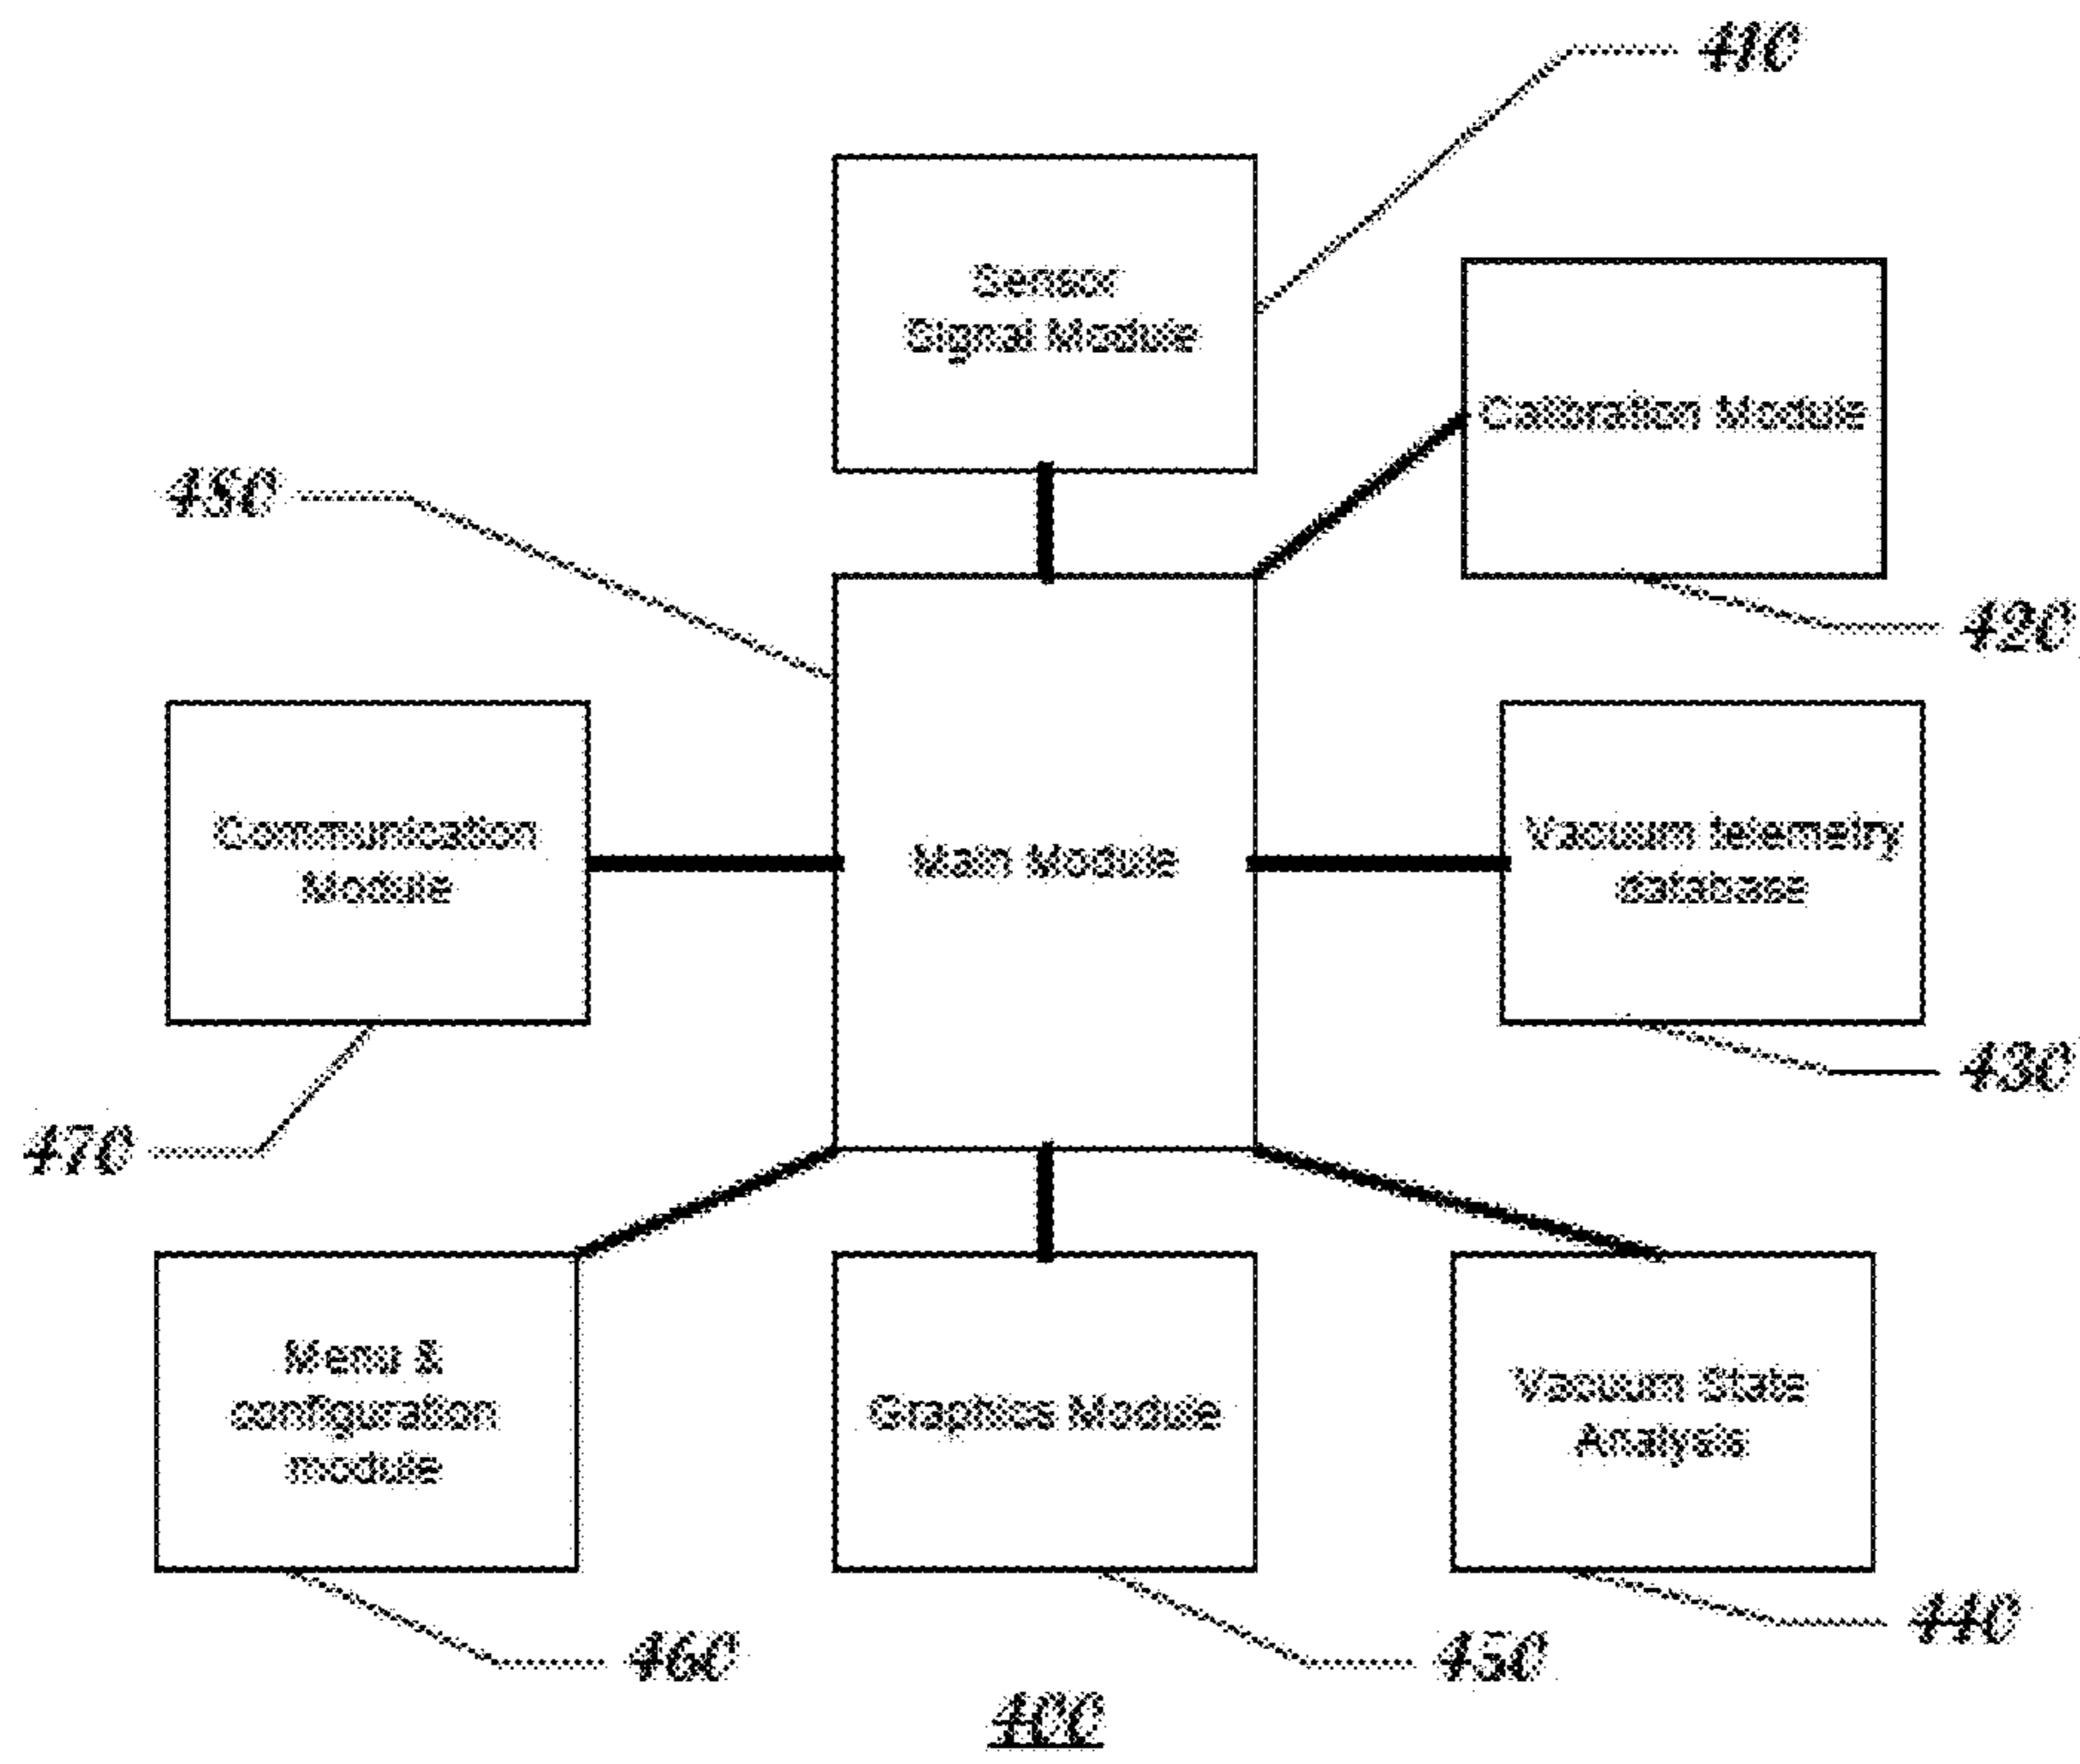 410
Sensor
Signal Module
Calibration Module
480
420
Communication
Module
Main Module
Vacuum telemetry
database
430
470
Menu &
configuration
module
Graphics Module
Vacuum State
Analysis
440
460
450
400